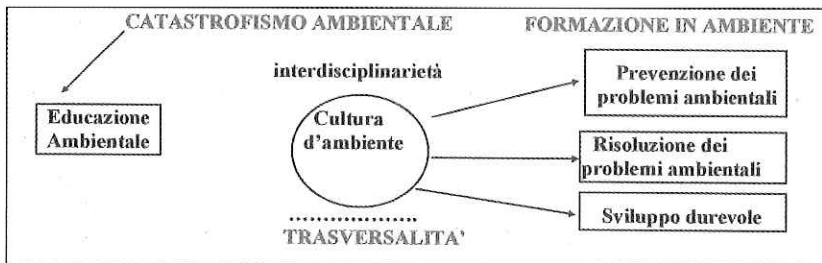 CATASTROFISMO AMBIENTALE
FORMAZIONE IN AMBIENTE
interdisciplinarietà
Educazione
Ambientale
Cultura
d'ambiente
TRASVERSALITA'
Prevenzione dei
problemi ambientali
Risoluzione dei
problemi ambientali
Sviluppo durevole